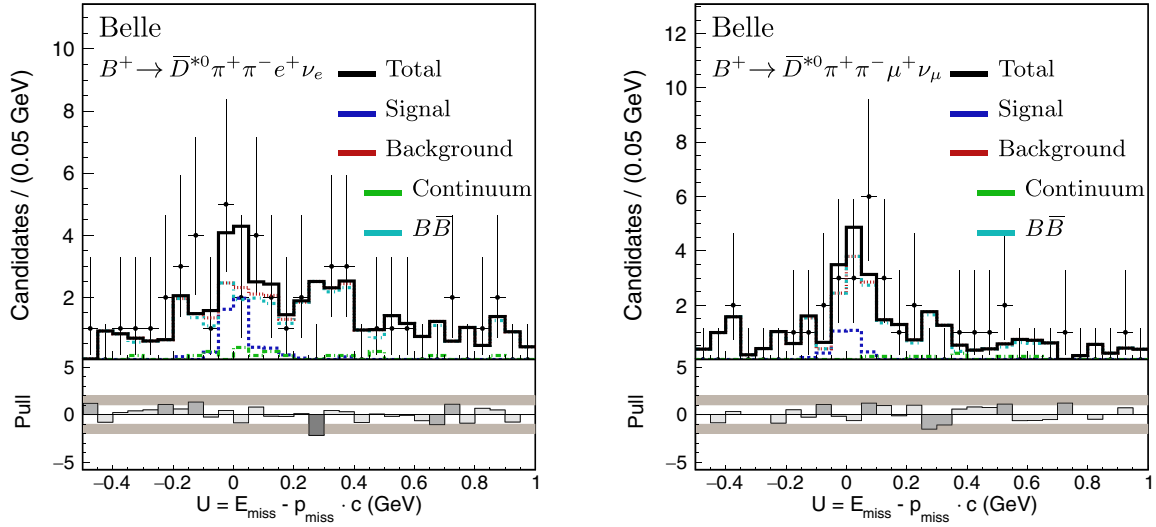 Belle
B⁺ → D̅*⁰π⁺π⁻e⁺νₑ
Total
Signal
Background
Continuum
BB̅
Candidates / (0.05 GeV)
10
8
6
4
2
Pull
5
0
−5
−0.4 −0.2 0 0.2 0.4 0.6 0.8 1
U = E_miss - p_miss · c (GeV)
Belle
B⁺ → D̅*⁰π⁺π⁻μ⁺ν_μ
Total
Signal
Background
Continuum
BB̅
Candidates / (0.05 GeV)
12
10
8
6
4
2
Pull
5
0
−5
−0.4 −0.2 0 0.2 0.4 0.6 0.8 1
U = E_miss - p_miss · c (GeV)